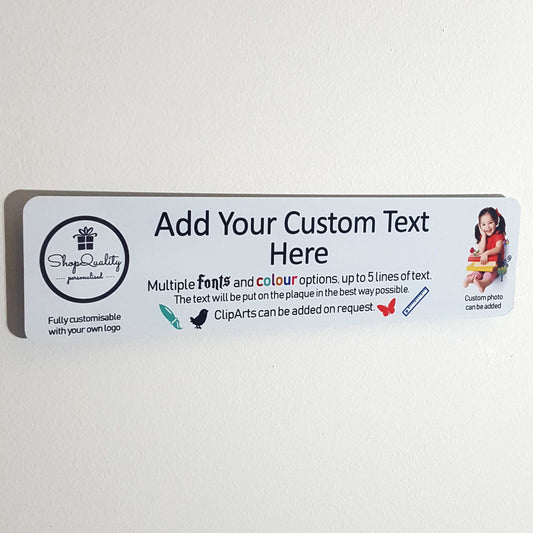 ShopQuality
personalised
Fully customisable
with your own logo
Add Your Custom Text
Here
Multiple fonts and colour options, up to 5 lines of text.
The text will be put on the plaque in the best way possible.
ClipArts can be added on request.
Custom photo
can be added